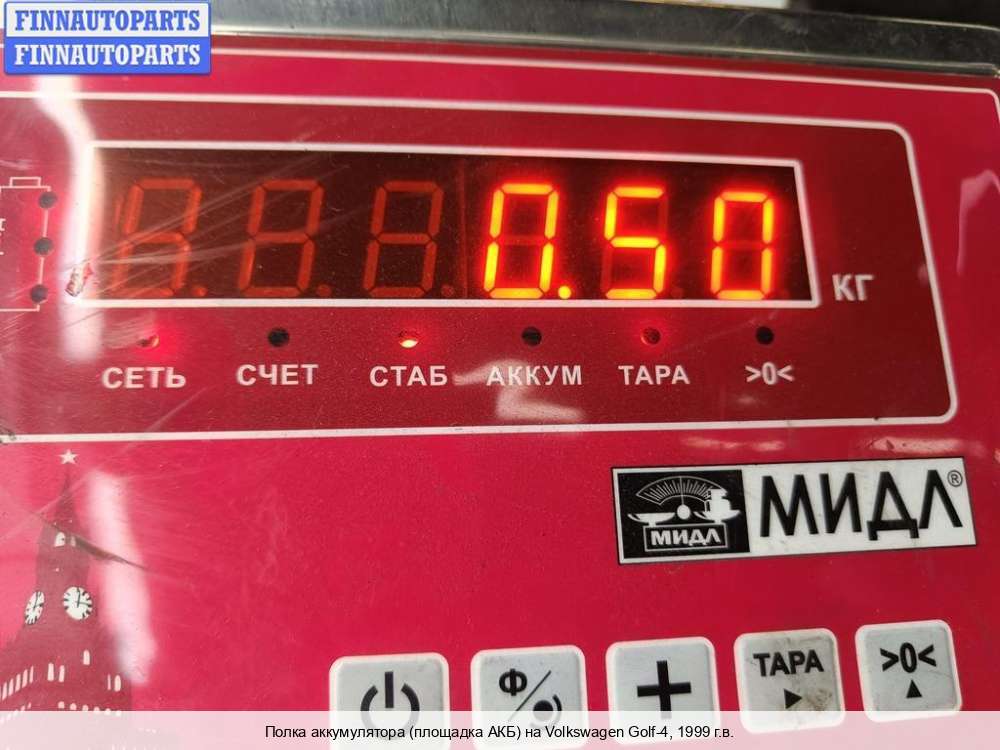 FINNAUTOPARTS
FINNAUTOPARTS
0.50
КГ
СЕТЬ СЧЕТ СТАБ АККУМ ТАРА >0<
МИДЛ МИДЛ®
Ф
+
ТАРА
>0<
Полка аккумулятора (площадка АКБ) на Volkswagen Golf-4, 1999 г.в.